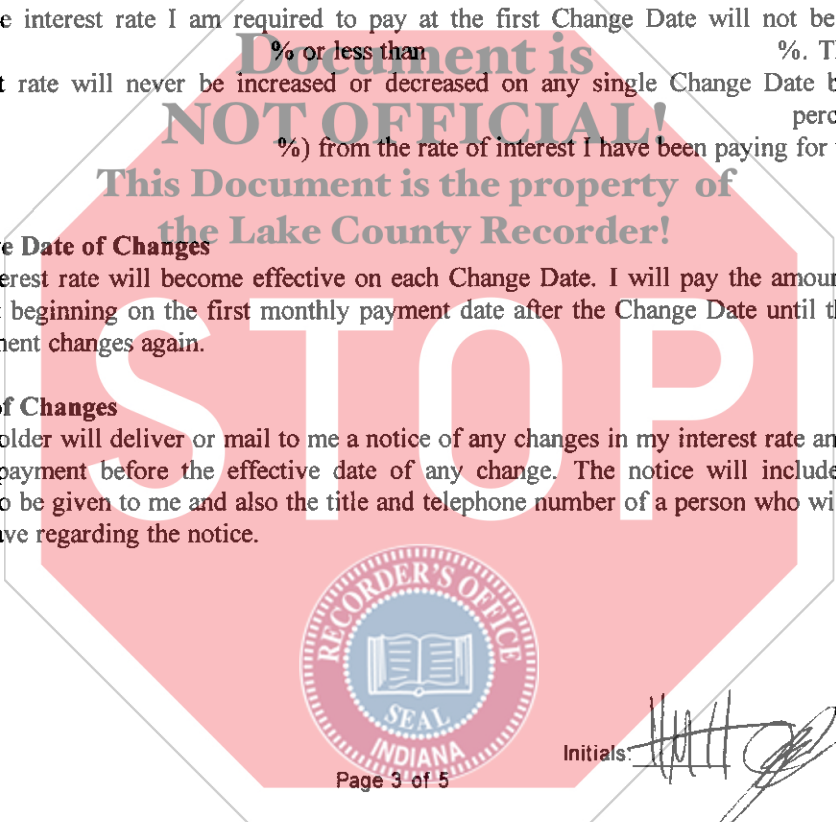 e interest rate I am required to pay at the first Change Date will not be
% or less than %. T
Document is
t rate will never be increased or decreased on any single Change Date b
NOT OFFICIAL!
perc
%) from the rate of interest I have been paying for
This Document is the property of
the Lake County Recorder!
e Date of Changes
erest rate will become effective on each Change Date. I will pay the amour
beginning on the first monthly payment date after the Change Date until th
nent changes again.
STOP
f Changes
older will deliver or mail to me a notice of any changes in my interest rate an
payment before the effective date of any change. The notice will include
o be given to me and also the title and telephone number of a person who wi
ave regarding the notice.
RECORDER'S OFFICE
SEAL
INDIANA
Initials:
Page 3 of 5